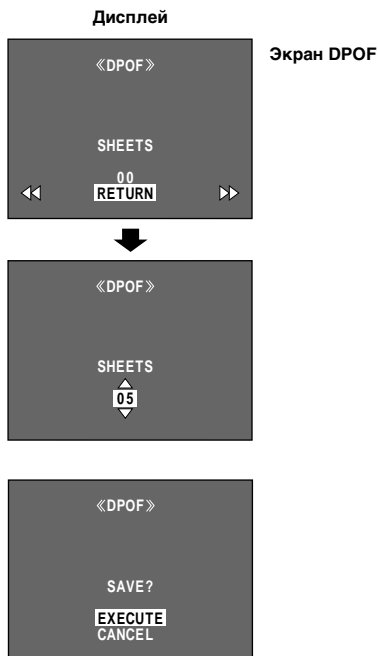 Дисплей
Экран DPOF
《DPOF》
SHEETS
00
RETURN
《DPOF》
SHEETS
05
《DPOF》
SAVE?
EXECUTE
CANCEL